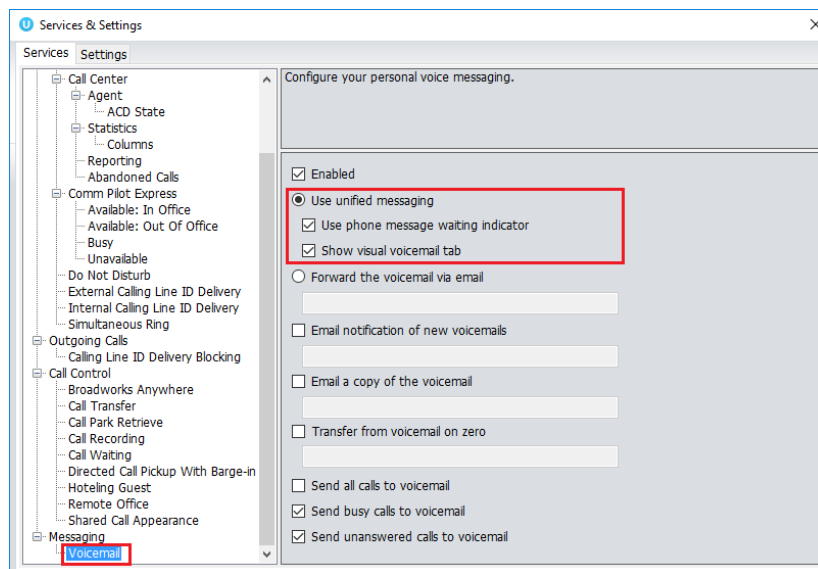 Services & Settings
Services Settings
Call Center
Agent
ACD State
Statistics
Columns
Reporting
Abandoned Calls
Comm Pilot Express
Available: In Office
Available: Out Of Office
Busy
Unavailable
Do Not Disturb
External Calling Line ID Delivery
Internal Calling Line ID Delivery
Simultaneous Ring
Outgoing Calls
Calling Line ID Delivery Blocking
Call Control
Broadworks Anywhere
Call Transfer
Call Park Retrieve
Call Recording
Call Waiting
Directed Call Pickup With Barge-in
Hoteling Guest
Remote Office
Shared Call Appearance
Messaging
Voicemail
Configure your personal voice messaging.
Enabled
Use unified messaging
Use phone message waiting indicator
Show visual voicemail tab
Forward the voicemail via email
Email notification of new voicemails
Email a copy of the voicemail
Transfer from voicemail on zero
Send all calls to voicemail
Send busy calls to voicemail
Send unanswered calls to voicemail